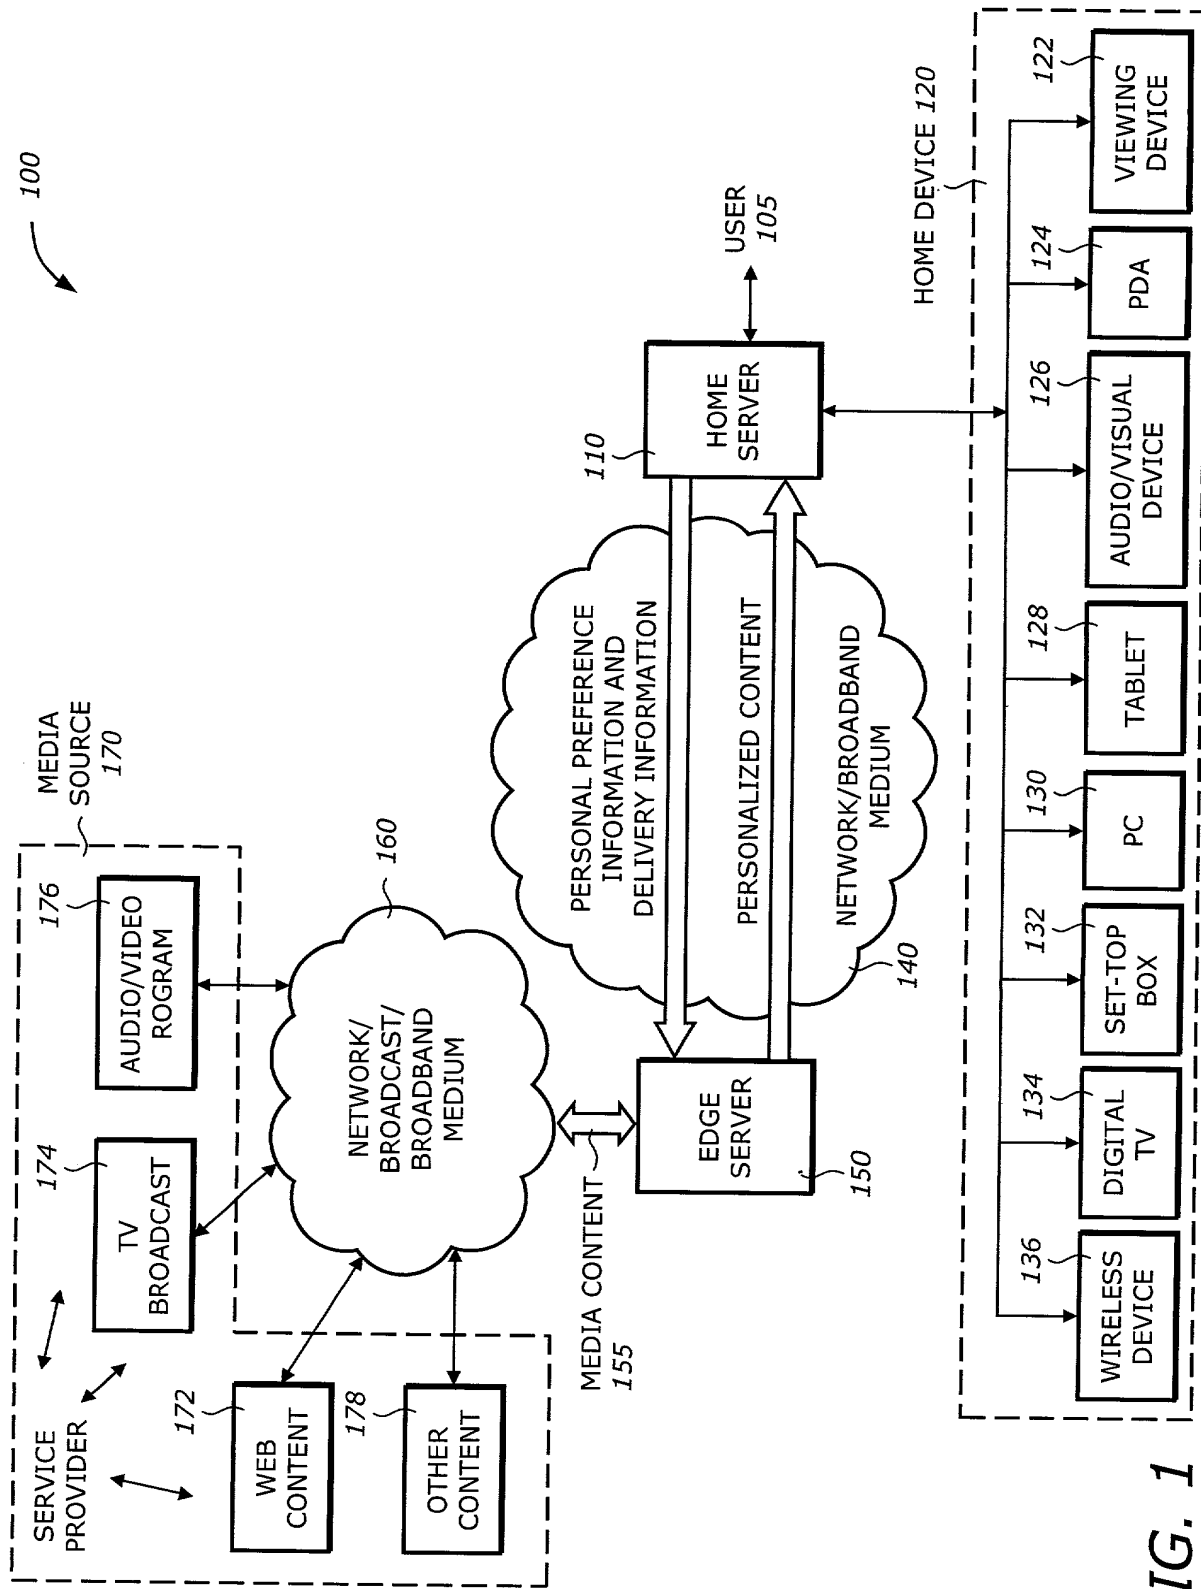 100
MEDIA
SOURCE
170
SERVICE
PROVIDER
174
TV
BROADCAST
176
AUDIO/VIDEO
ROGRAM
172
WEB
CONTENT
178
OTHER
CONTENT
160
NETWORK/
BROADCAST/
BROADBAND
MEDIUM
MEDIA CONTENT
155
EDGE
SERVER
150
PERSONAL PREFERENCE
INFORMATION AND
DELIVERY INFORMATION
PERSONALIZED CONTENT
NETWORK/BROADBAND
MEDIUM
140
110
HOME
SERVER
USER
105
HOME DEVICE 120
136
WIRELESS
DEVICE
134
DIGITAL
TV
132
SET-TOP
BOX
130
PC
128
TABLET
126
AUDIO/VISUAL
DEVICE
124
PDA
122
VIEWING
DEVICE
IG. 1